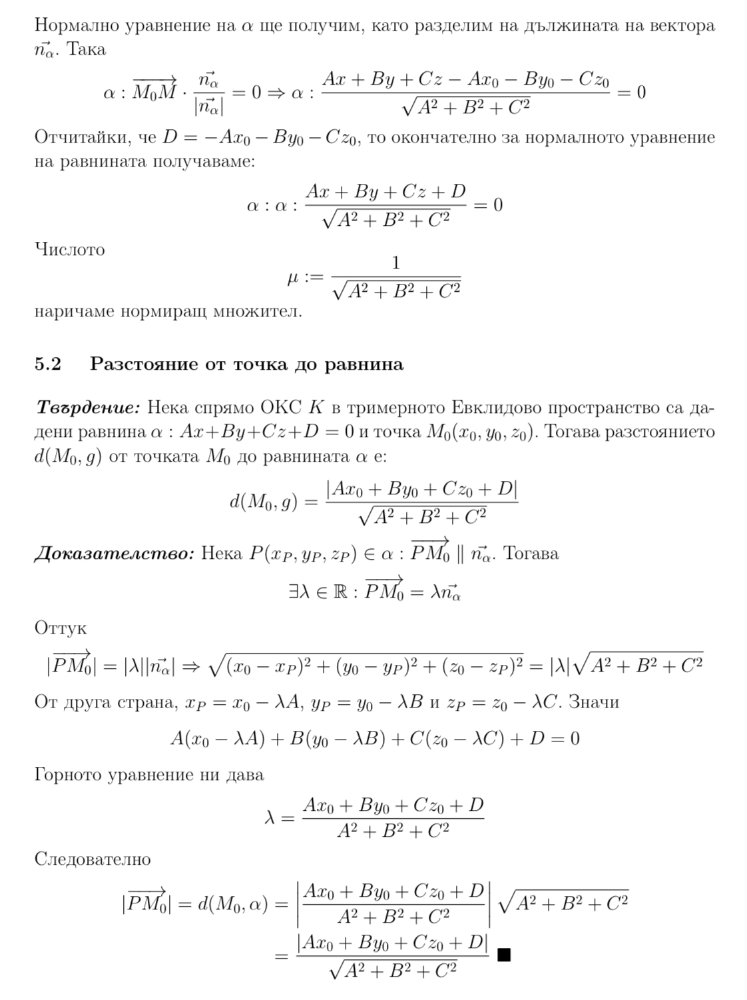 Нормално уравнение на α ще получим, като разделим на дължината на вектора
$\vec{n_\alpha}$. Така
$\alpha : \overrightarrow{M_0M} \cdot \frac{\vec{n_\alpha}}{|\vec{n_\alpha}|} = 0 \Rightarrow \alpha : \frac{Ax + By + Cz - Ax_0 - By_0 - Cz_0}{\sqrt{A^2 + B^2 + C^2}} = 0$
Отчитайки, че $D = -Ax_0 - By_0 - Cz_0$, то окончателно за нормалното уравнение
на равнината получаваме:
$\alpha : \alpha : \frac{Ax + By + Cz + D}{\sqrt{A^2 + B^2 + C^2}} = 0$
Числото
$\mu := \frac{1}{\sqrt{A^2 + B^2 + C^2}}$
наричаме нормиращ множител.
5.2 Разстояние от точка до равнина
Твърдение: Нека спрямо ОКС $K$ в тримерното Евклидово пространство са да-
дени равнина $\alpha : Ax+By+Cz+D = 0$ и точка $M_0(x_0, y_0, z_0)$. Тогава разстоянието
$d(M_0, g)$ от точката $M_0$ до равнината $\alpha$ е:
$d(M_0, g) = \frac{|Ax_0 + By_0 + Cz_0 + D|}{\sqrt{A^2 + B^2 + C^2}}$
Доказателство: Нека $P(x_P, y_P, z_P) \in \alpha : \overrightarrow{PM_0} \parallel \vec{n_\alpha}$. Тогава
$\exists \lambda \in \mathbb{R} : \overrightarrow{PM_0} = \lambda \vec{n_\alpha}$
Оттук
$|\overrightarrow{PM_0}| = |\lambda||\vec{n_\alpha}| \Rightarrow \sqrt{(x_0 - x_P)^2 + (y_0 - y_P)^2 + (z_0 - z_P)^2} = |\lambda|\sqrt{A^2 + B^2 + C^2}$
От друга страна, $x_P = x_0 - \lambda A$, $y_P = y_0 - \lambda B$ и $z_P = z_0 - \lambda C$. Значи
$A(x_0 - \lambda A) + B(y_0 - \lambda B) + C(z_0 - \lambda C) + D = 0$
Горното уравнение ни дава
$\lambda = \frac{Ax_0 + By_0 + Cz_0 + D}{A^2 + B^2 + C^2}$
Следователно
$|\overrightarrow{PM_0}| = d(M_0, \alpha) = \left|\frac{Ax_0 + By_0 + Cz_0 + D}{A^2 + B^2 + C^2}\right| \sqrt{A^2 + B^2 + C^2}$
$= \frac{|Ax_0 + By_0 + Cz_0 + D|}{\sqrt{A^2 + B^2 + C^2}}$ ■